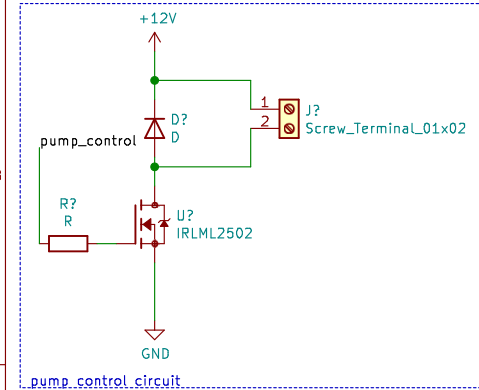 +12V
1
J?
D?
2
Screw_Terminal_01x02
D
pump_control
R?
U?
R
IRLML2502
GND
pump control circuit